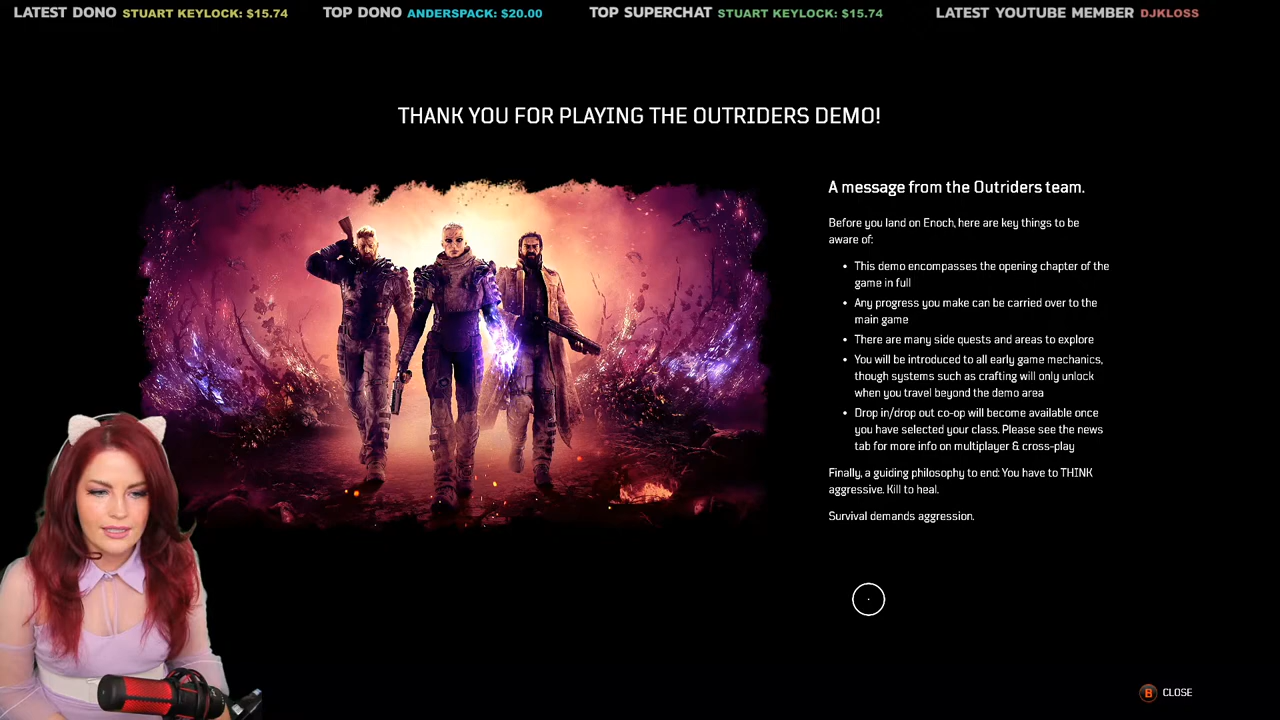 LATEST DONO STUART KEYLOCK: $15.74 TOP DONO ANDERSPACK: $20.00 TOP SUPERCHAT STUART KEYLOCK: $15.74 LATEST YOUTUBE MEMBER DJKLOSS
THANK YOU FOR PLAYING THE OUTRIDERS DEMO!
A message from the Outriders team.
Before you land on Enoch, here are key things to be
aware of:
• This demo encompasses the opening chapter of the
game in full
• Any progress you make can be carried over to the
main game
• There are many side quests and areas to explore
• You will be introduced to all early game mechanics,
though systems such as crafting will only unlock
when you travel beyond the demo area
• Drop in/drop out co-op will become available once
you have selected your class. Please see the news
tab for more info on multiplayer & cross-play
Finally, a guiding philosophy to end: You have to THINK
aggressive. Kill to heal.
Survival demands aggression.
B CLOSE